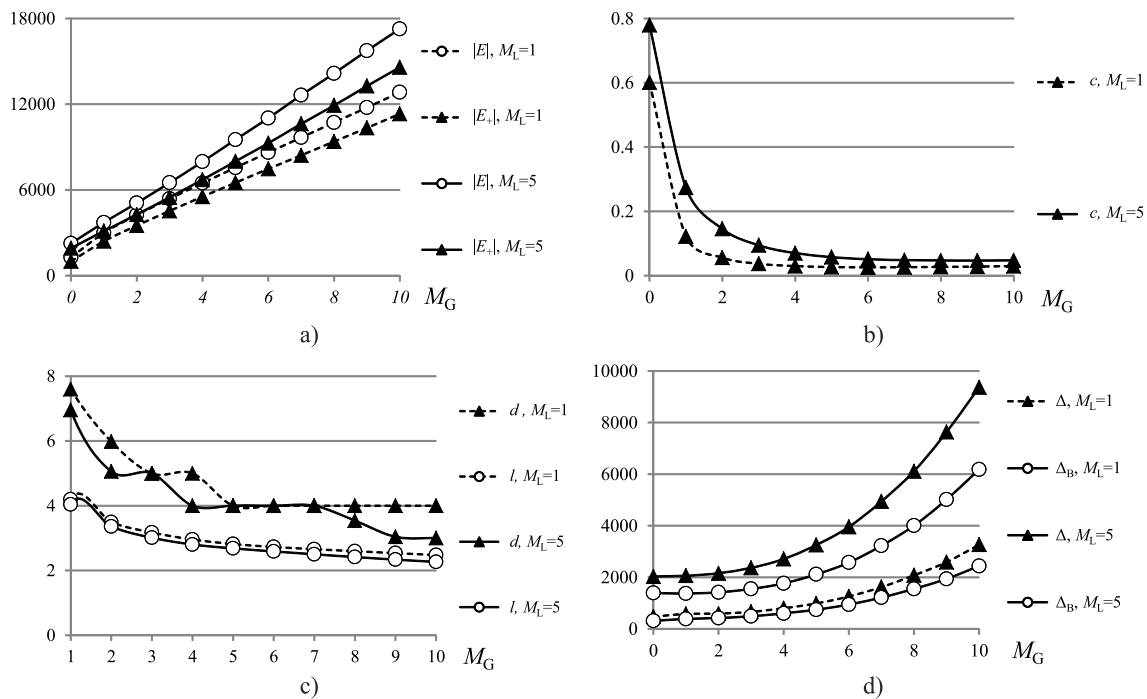 18000
12000
6000
0
0 2 4 6 8 10 M_G
|E|, M_L=1
|E_+|, M_L=1
|E|, M_L=5
|E_+|, M_L=5
a)
0.8
0.6
0.4
0.2
0
0 2 4 6 8 10 M_G
c, M_L=1
c, M_L=5
b)
8
6
4
2
0
1 2 3 4 5 6 7 8 9 10 M_G
d , M_L=1
l, M_L=1
d, M_L=5
l, M_L=5
c)
10000
8000
6000
4000
2000
0
0 2 4 6 8 10 M_G
Δ, M_L=1
Δ_B, M_L=1
Δ, M_L=5
Δ_B, M_L=5
d)